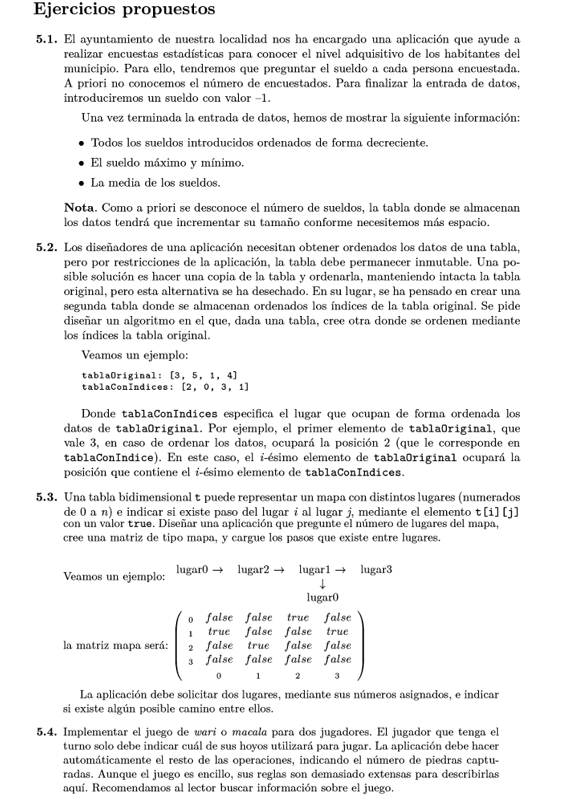 Ejercicios propuestos
5.1. El ayuntamiento de nuestra localidad nos ha encargado una aplicación que ayude a
realizar encuestas estadísticas para conocer el nivel adquisitivo de los habitantes del
municipio. Para ello, tendremos que preguntar el sueldo a cada persona encuestada.
A priori no conocemos el número de encuestados. Para finalizar la entrada de datos,
introduciremos un sueldo con valor –1.
Una vez terminada la entrada de datos, hemos de mostrar la siguiente información:
• Todos los sueldos introducidos ordenados de forma decreciente.
• El sueldo máximo y mínimo.
• La media de los sueldos.
Nota. Como a priori se desconoce el número de sueldos, la tabla donde se almacenan
los datos tendrá que incrementar su tamaño conforme necesitemos más espacio.
5.2. Los diseñadores de una aplicación necesitan obtener ordenados los datos de una tabla,
pero por restricciones de la aplicación, la tabla debe permanecer inmutable. Una po-
sible solución es hacer una copia de la tabla y ordenarla, manteniendo intacta la tabla
original, pero esta alternativa se ha desechado. En su lugar, se ha pensado en crear una
segunda tabla donde se almacenan ordenados los índices de la tabla original. Se pide
diseñar un algoritmo en el que, dada una tabla, cree otra donde se ordenen mediante
los índices la tabla original.
Veamos un ejemplo:
tablaOriginal: [3, 5, 1, 4]
tablaConIndices: [2, 0, 3, 1]
Donde tablaConIndices especifica el lugar que ocupan de forma ordenada los
datos de tablaOriginal. Por ejemplo, el primer elemento de tablaOriginal, que
vale 3, en caso de ordenar los datos, ocupará la posición 2 (que le corresponde en
tablaConIndice). En este caso, el i-ésimo elemento de tablaOriginal ocupará la
posición que contiene el i-ésimo elemento de tablaConIndices.
5.3. Una tabla bidimensional t puede representar un mapa con distintos lugares (numerados
de 0 a n) e indicar si existe paso del lugar i al lugar j, mediante el elemento t[i][j]
con un valor true. Diseñar una aplicación que pregunte el número de lugares del mapa,
cree una matriz de tipo mapa, y cargue los pasos que existe entre lugares.
Veamos un ejemplo: lugar0 → lugar2 → lugar1 → lugar3
↓
lugar0
la matriz mapa será:
0 false false true false
1 true false false true
2 false true false false
3 false false false false
0 1 2 3
La aplicación debe solicitar dos lugares, mediante sus números asignados, e indicar
si existe algún posible camino entre ellos.
5.4. Implementar el juego de wari o macala para dos jugadores. El jugador que tenga el
turno solo debe indicar cuál de sus hoyos utilizará para jugar. La aplicación debe hacer
automáticamente el resto de las operaciones, indicando el número de piedras captu-
radas. Aunque el juego es encillo, sus reglas son demasiado extensas para describirlas
aquí. Recomendamos al lector buscar información sobre el juego.